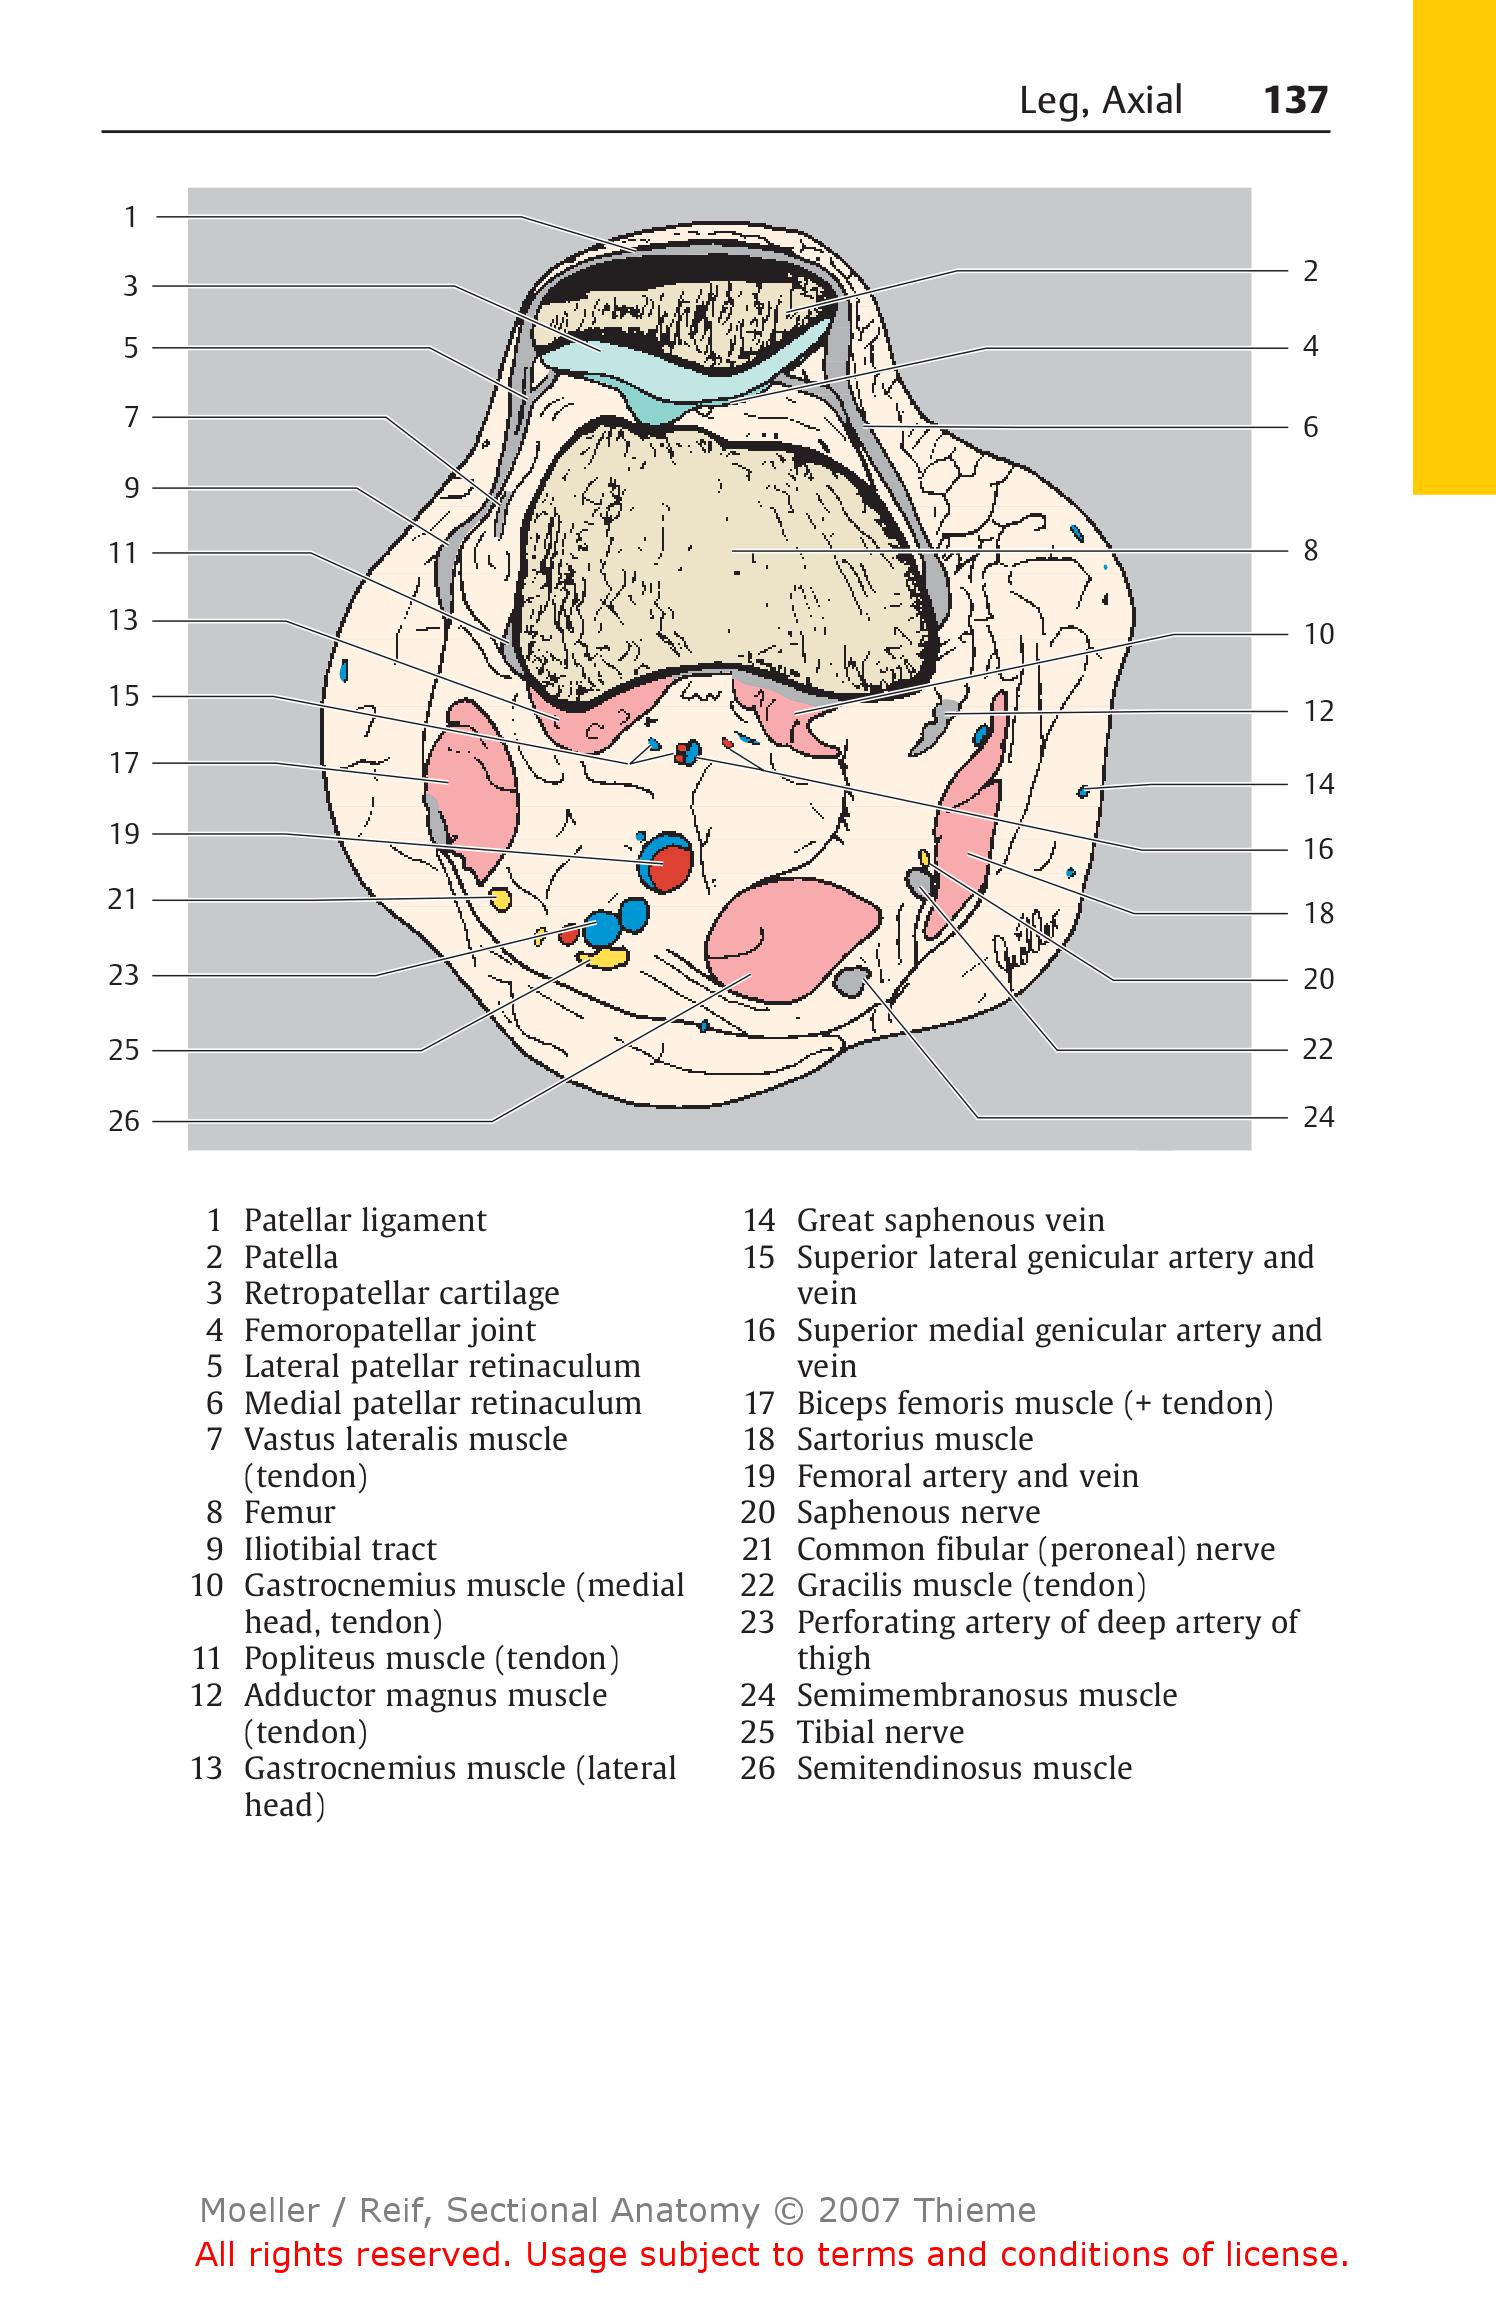 Leg, Axial 137
1
2
3
4
5
6
7
8
9
10
11
12
13
14
15
16
17
18
19
20
21
22
23
24
25
26
1 Patellar ligament
2 Patella
3 Retropatellar cartilage
4 Femoropatellar joint
5 Lateral patellar retinaculum
6 Medial patellar retinaculum
7 Vastus lateralis muscle
(tendon)
8 Femur
9 Iliotibial tract
10 Gastrocnemius muscle (medial
head, tendon)
11 Popliteus muscle (tendon)
12 Adductor magnus muscle
(tendon)
13 Gastrocnemius muscle (lateral
head)
14 Great saphenous vein
15 Superior lateral genicular artery and
vein
16 Superior medial genicular artery and
vein
17 Biceps femoris muscle (+ tendon)
18 Sartorius muscle
19 Femoral artery and vein
20 Saphenous nerve
21 Common fibular (peroneal) nerve
22 Gracilis muscle (tendon)
23 Perforating artery of deep artery of
thigh
24 Semimembranosus muscle
25 Tibial nerve
26 Semitendinosus muscle
Moeller / Reif, Sectional Anatomy © 2007 Thieme
All rights reserved. Usage subject to terms and conditions of license.